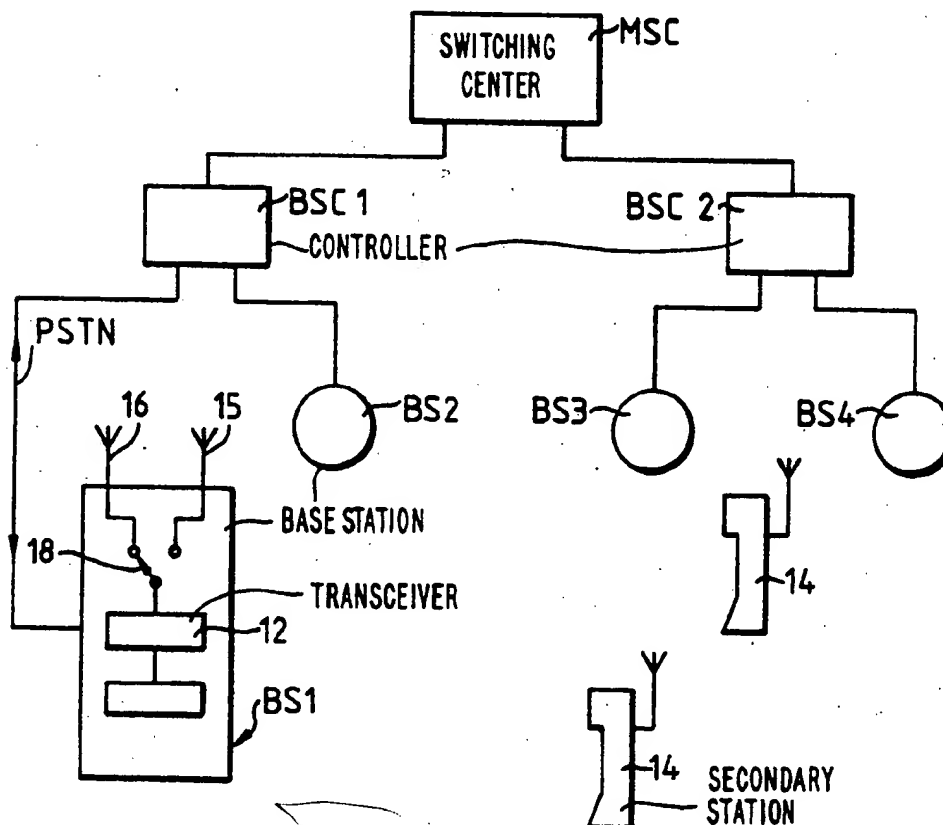 MSC
SWITCHING
CENTER
BSC 1
BSC 2
CONTROLLER
PSTN
16
15
BS2
BS3
BS4
BASE STATION
18
TRANSCEIVER
12
14
BS1
14
SECONDARY
STATION